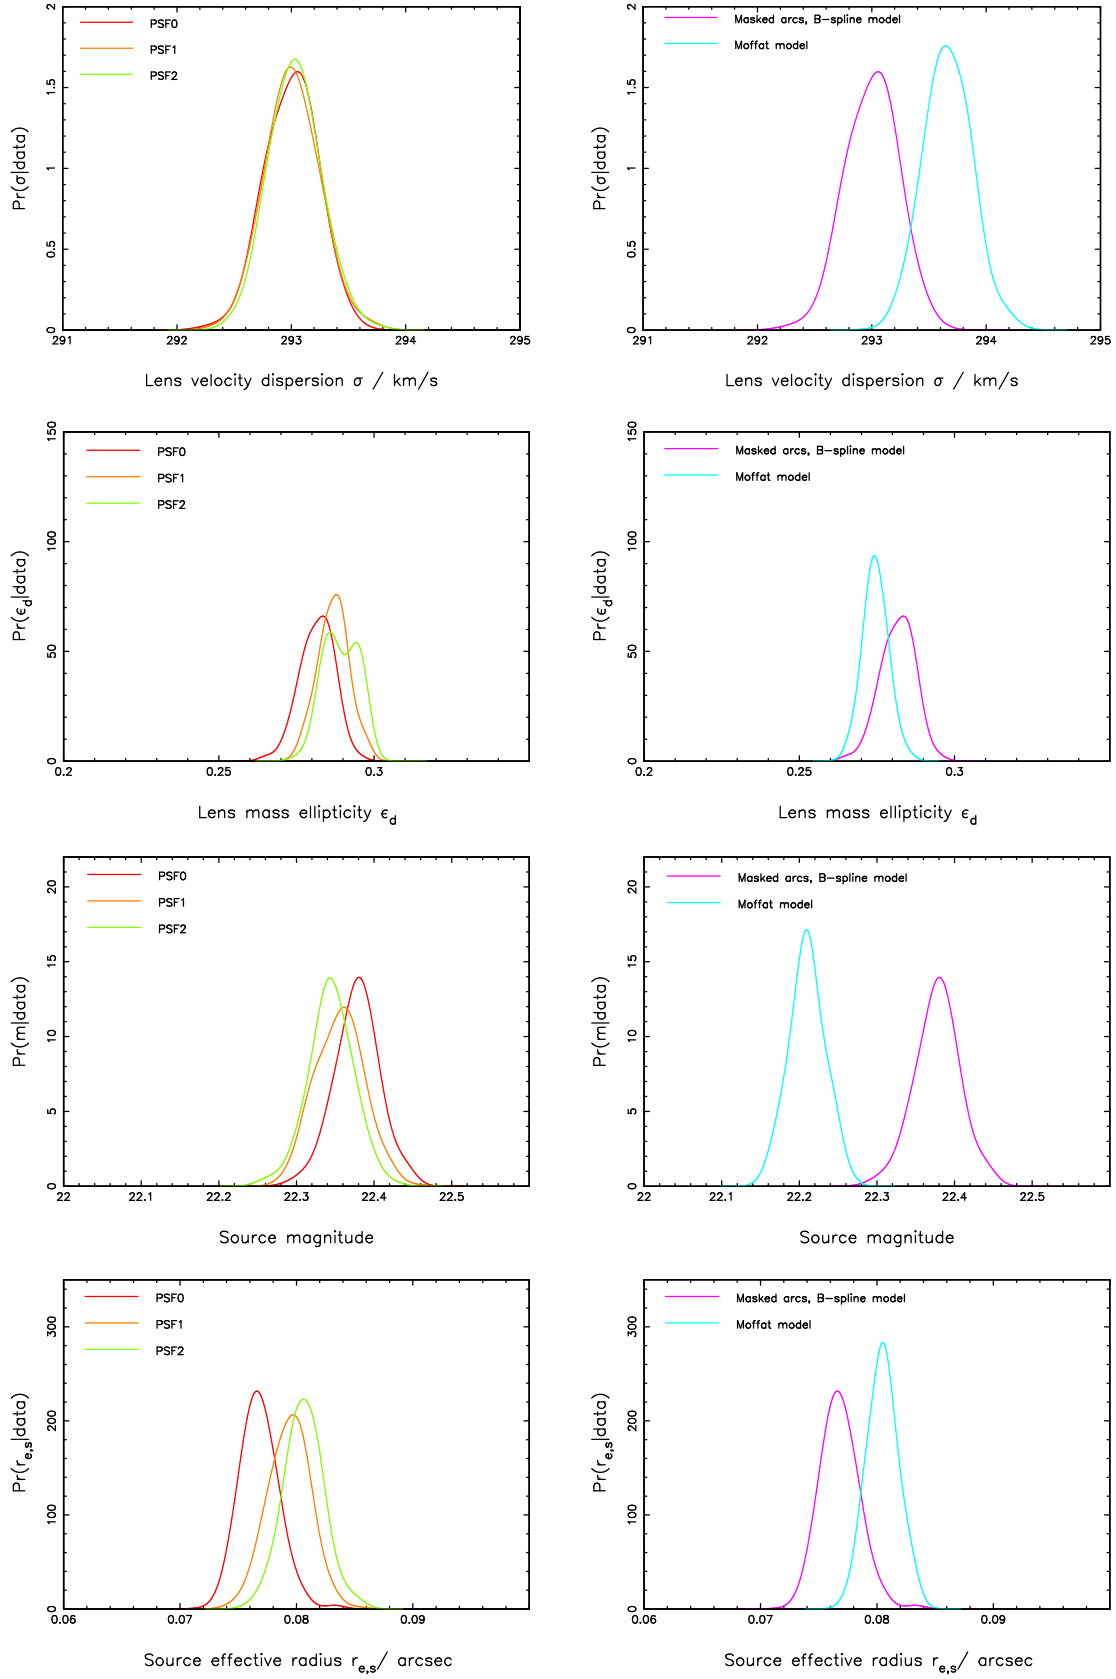 PSF0
PSF1
PSF2
Pr(σ|data)
0 0.5 1 1.5 2
291 292 293 294 295
Lens velocity dispersion σ / km/s
Masked arcs, B-spline model
Moffat model
Pr(σ|data)
0 0.5 1 1.5 2
291 292 293 294 295
Lens velocity dispersion σ / km/s
PSF0
PSF1
PSF2
Pr(ϵd|data)
0 50 100 150
0.2 0.25 0.3
Lens mass ellipticity ϵd
Masked arcs, B-spline model
Moffat model
Pr(ϵd|data)
0 50 100 150
0.2 0.25 0.3
Lens mass ellipticity ϵd
PSF0
PSF1
PSF2
Pr(m|data)
0 5 10 15 20
22 22.1 22.2 22.3 22.4 22.5
Source magnitude
Masked arcs, B-spline model
Moffat model
Pr(m|data)
0 5 10 15 20
22 22.1 22.2 22.3 22.4 22.5
Source magnitude
PSF0
PSF1
PSF2
Pr(re,s|data)
0 100 200 300
0.06 0.07 0.08 0.09
Source effective radius re,s/ arcsec
Masked arcs, B-spline model
Moffat model
Pr(re,s|data)
0 100 200 300
0.06 0.07 0.08 0.09
Source effective radius re,s/ arcsec